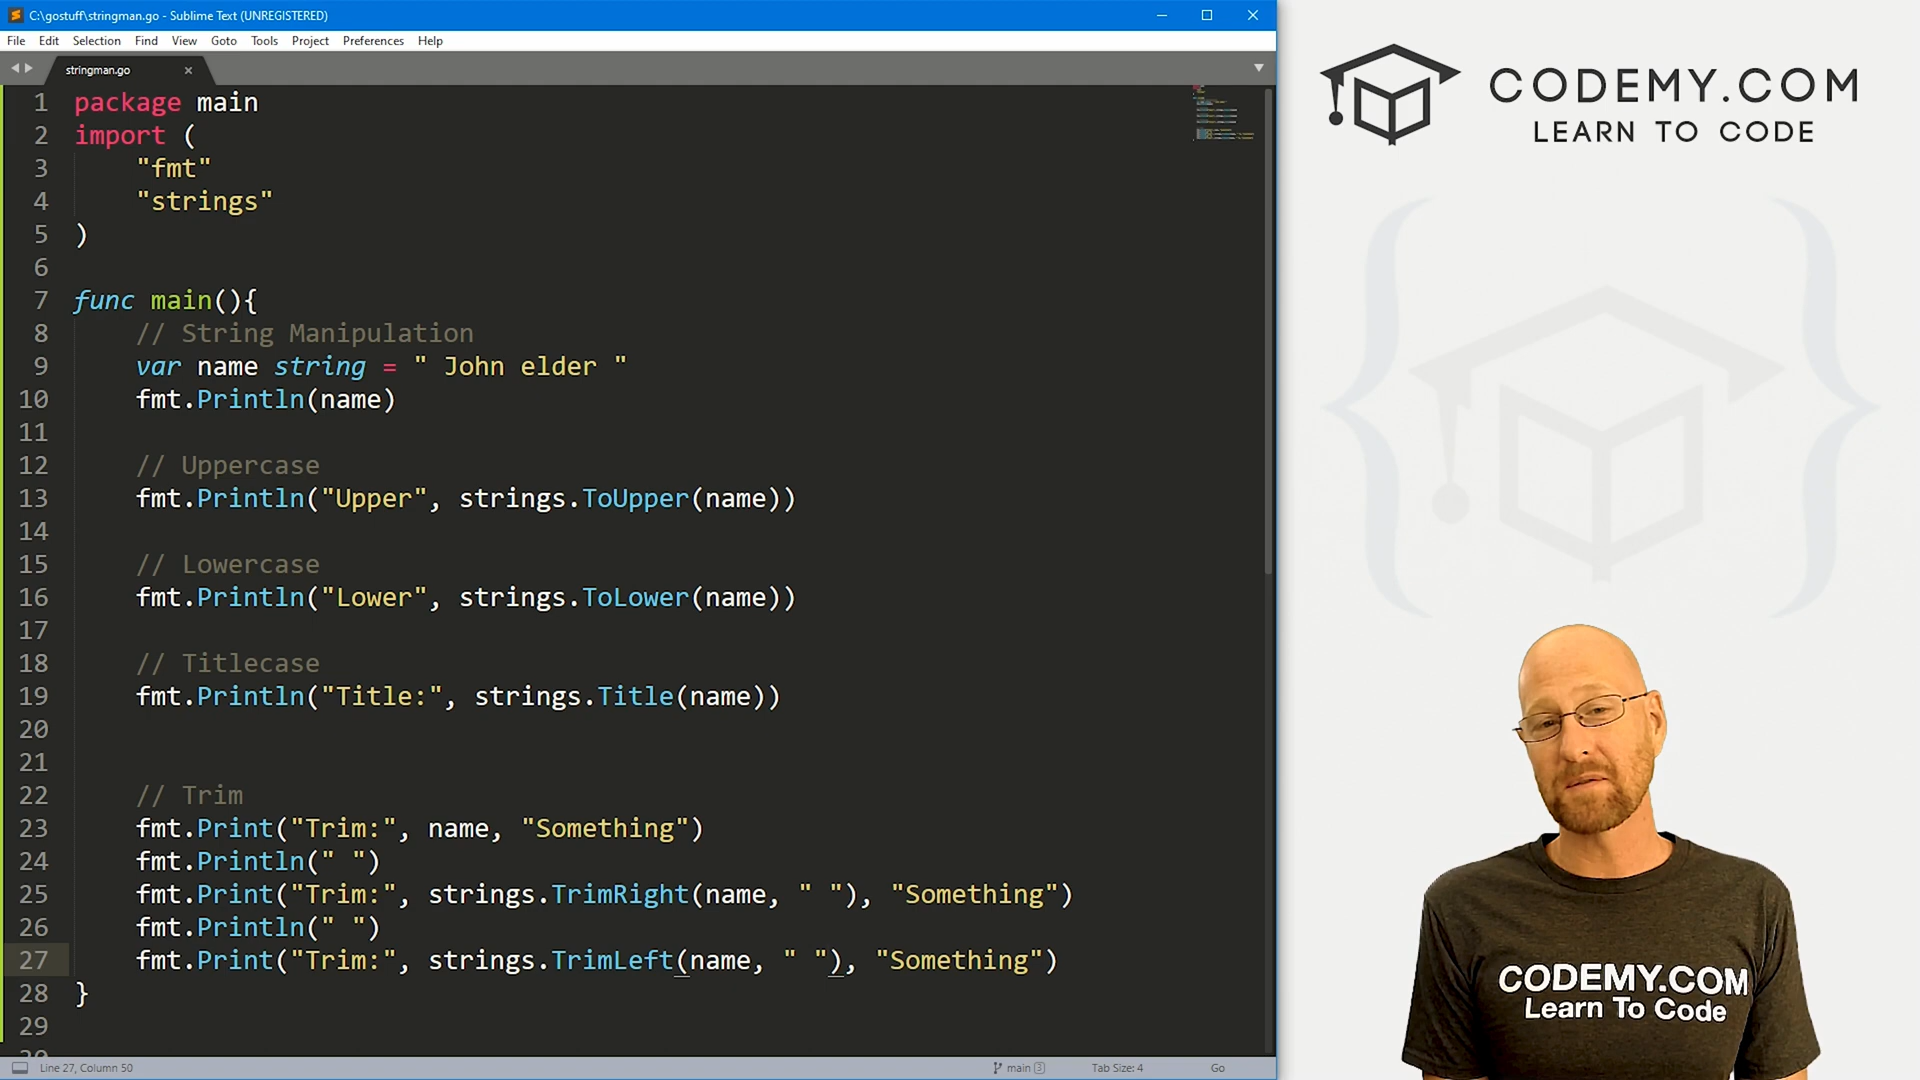 C:\gostuff\stringman.go - Sublime Text (UNREGISTERED)
File Edit Selection Find View Goto Tools Project Preferences Help
stringman.go
1 package main
2 import (
3     "fmt"
4     "strings"
5 )
6
7 func main(){
8     // String Manipulation
9     var name string = " John elder "
10     fmt.Println(name)
11
12     // Uppercase
13     fmt.Println("Upper", strings.ToUpper(name))
14
15     // Lowercase
16     fmt.Println("Lower", strings.ToLower(name))
17
18     // Titlecase
19     fmt.Println("Title:", strings.Title(name))
20
21
22     // Trim
23     fmt.Print("Trim:", name, "Something")
24     fmt.Println(" ")
25     fmt.Print("Trim:", strings.TrimRight(name, " "), "Something")
26     fmt.Println(" ")
27     fmt.Print("Trim:", strings.TrimLeft(name, " "), "Something")
28 }
29
30
Line 27, Column 50 main 3 Tab Size: 4 Go
CODEMY.COM
LEARN TO CODE
CODEMY.COM
Learn To Code